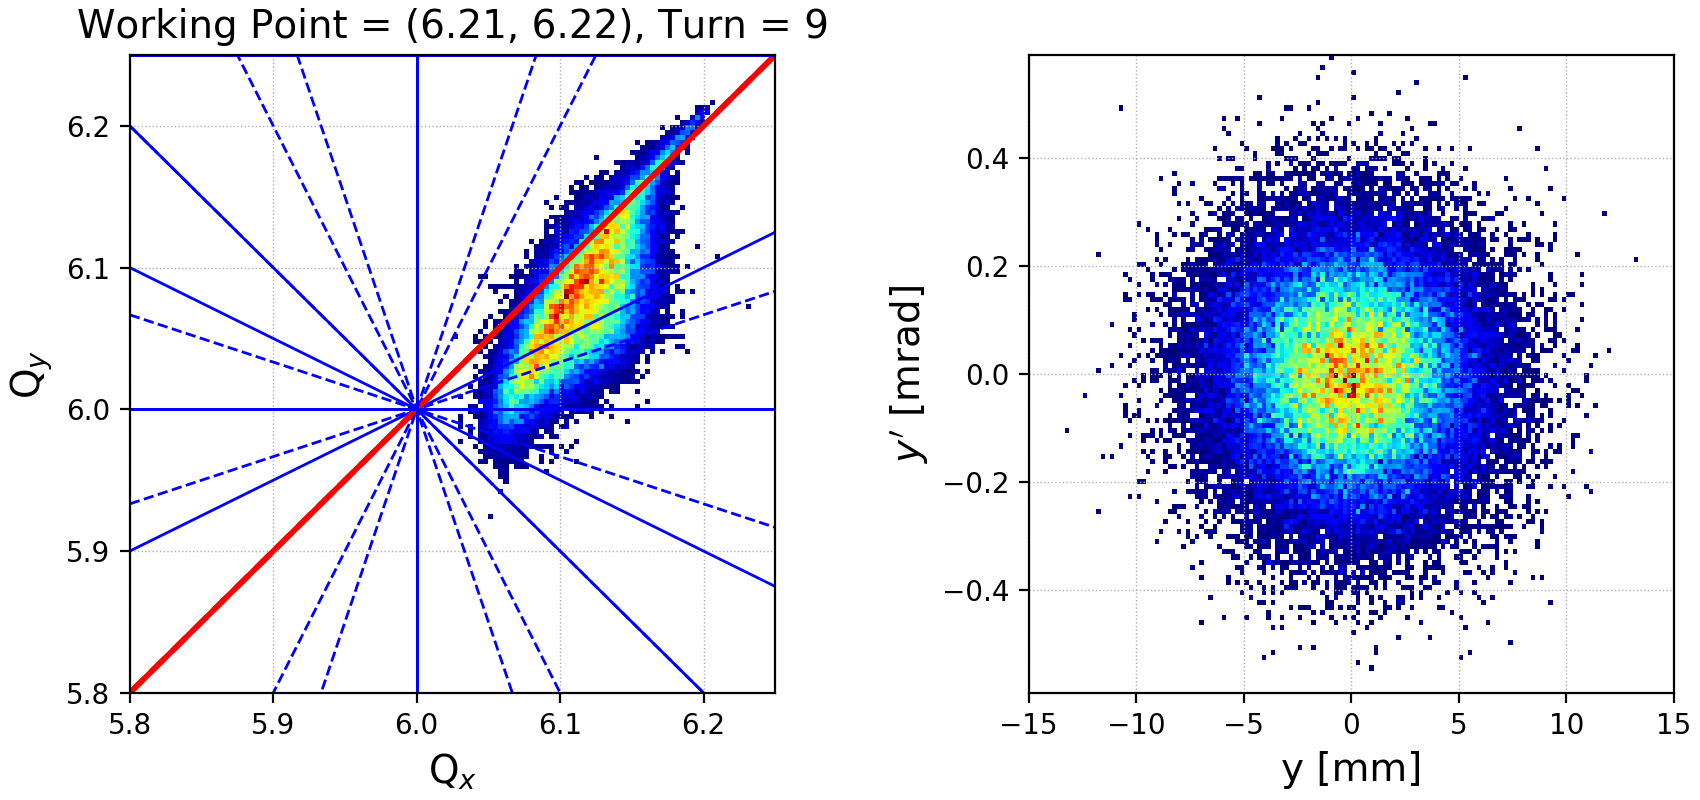 Working Point = (6.21, 6.22), Turn = 9
6.2
6.1
6.0
5.9
5.8
Q_y
5.8 5.9 6.0 6.1 6.2
Q_x
0.4
0.2
0.0
−0.2
−0.4
y′ [mrad]
−15 −10 −5 0 5 10 15
y [mm]